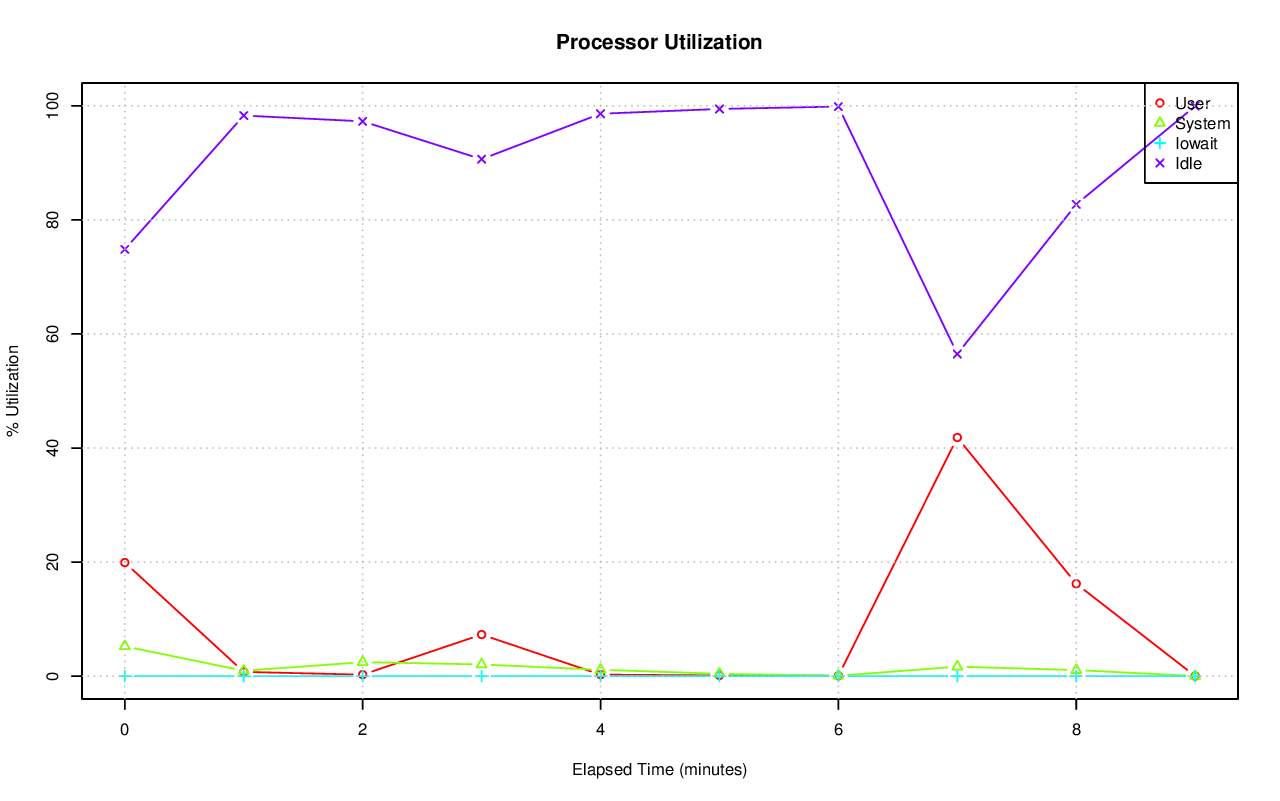 Processor Utilization
% Utilization
100
80
60
40
20
0
0 2 4 6 8
Elapsed Time (minutes)
User
System
Iowait
Idle